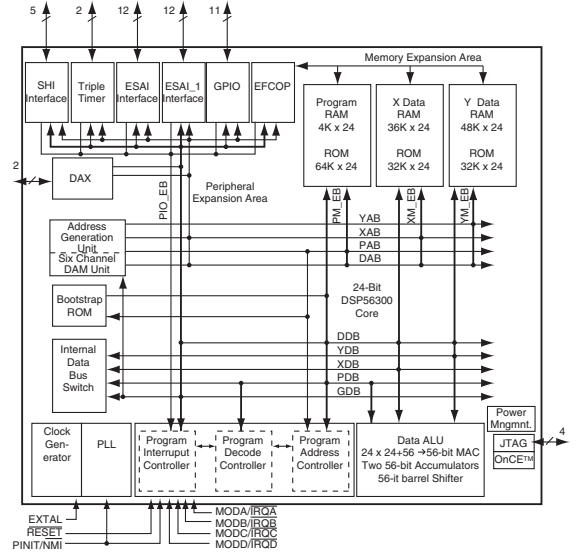 5
2
12
12
11
Memory Expansion Area
SHI
Interface
Triple
Timer
ESAI
Interface
ESAI_1
Interface
GPIO
EFCOP
Program
RAM
4K x 24
ROM
64K x 24
X Data
RAM
36K x 24
ROM
32K x 24
Y Data
RAM
48K x 24
ROM
32K x 24
2
DAX
PIO_EB
Peripheral
Expansion Area
PM_EB
XM_EB
YM_EB
Address
Generation
Unit
Six Channel
DAM Unit
YAB
XAB
PAB
DAB
24-Bit
DSP56300
Core
Bootstrap
ROM
Internal
Data
Bus
Switch
DDB
YDB
XDB
PDB
GDB
Clock
Gen-
erator
PLL
Program
Interruput
Controller
Program
Decode
Controller
Program
Address
Controller
Data ALU
24 x 24+56 →56-bit MAC
Two 56-bit Accumulators
56-it barrel Shifter
Power
Mngmnt.
JTAG
OnCE™
4
EXTAL
RESET
PINIT/NMI
MODA/IRQA
MODB/IRQB
MODC/IRQC
MODD/IRQD